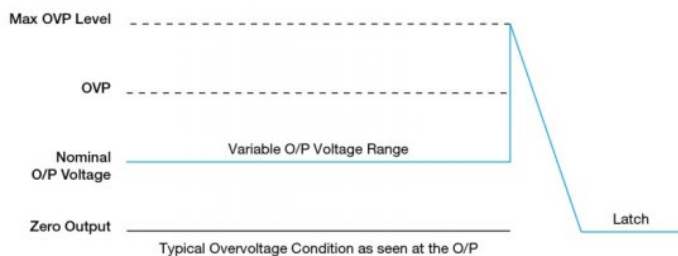 Max OVP Level
OVP
Variable O/P Voltage Range
Nominal
O/P Voltage
Zero Output
Latch
Typical Overvoltage Condition as seen at the O/P